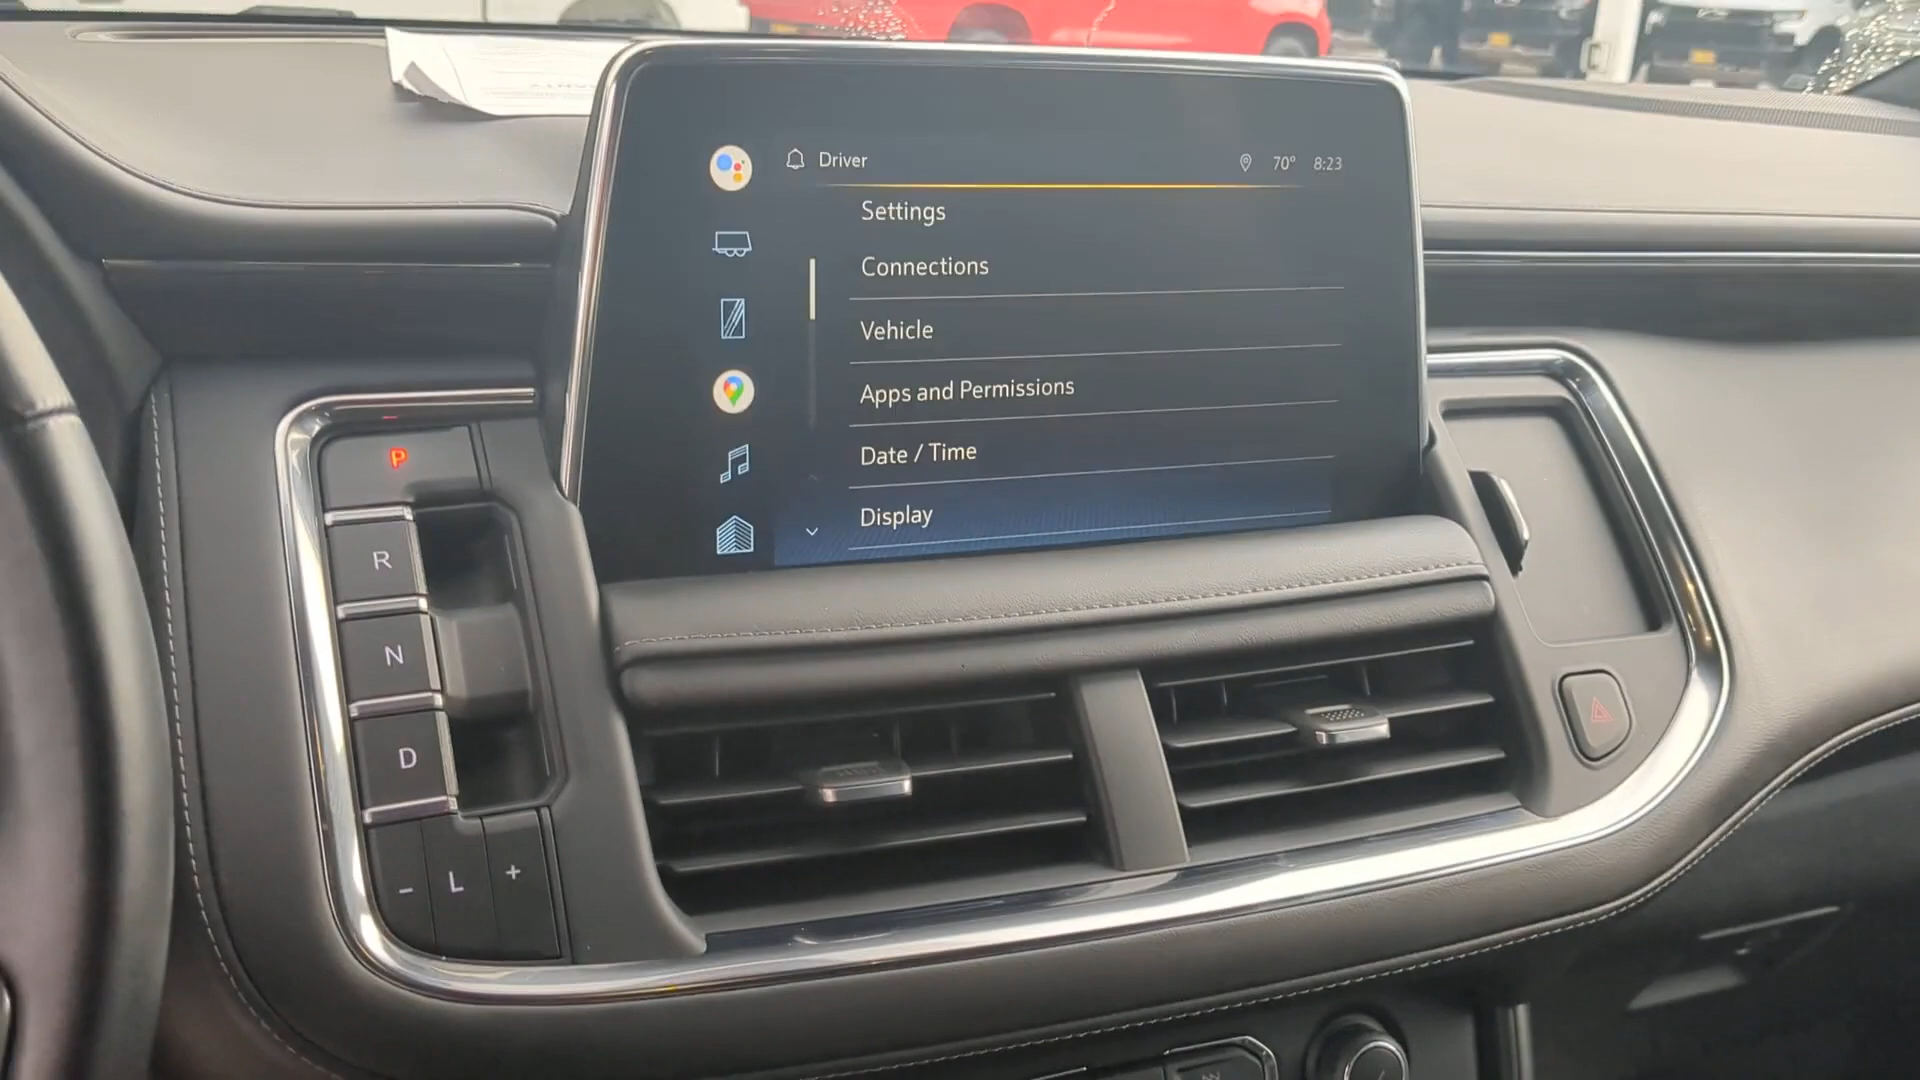 Driver
70° 8:23
Settings
Connections
Vehicle
Apps and Permissions
Date / Time
Display
P
R
N
D
− L +